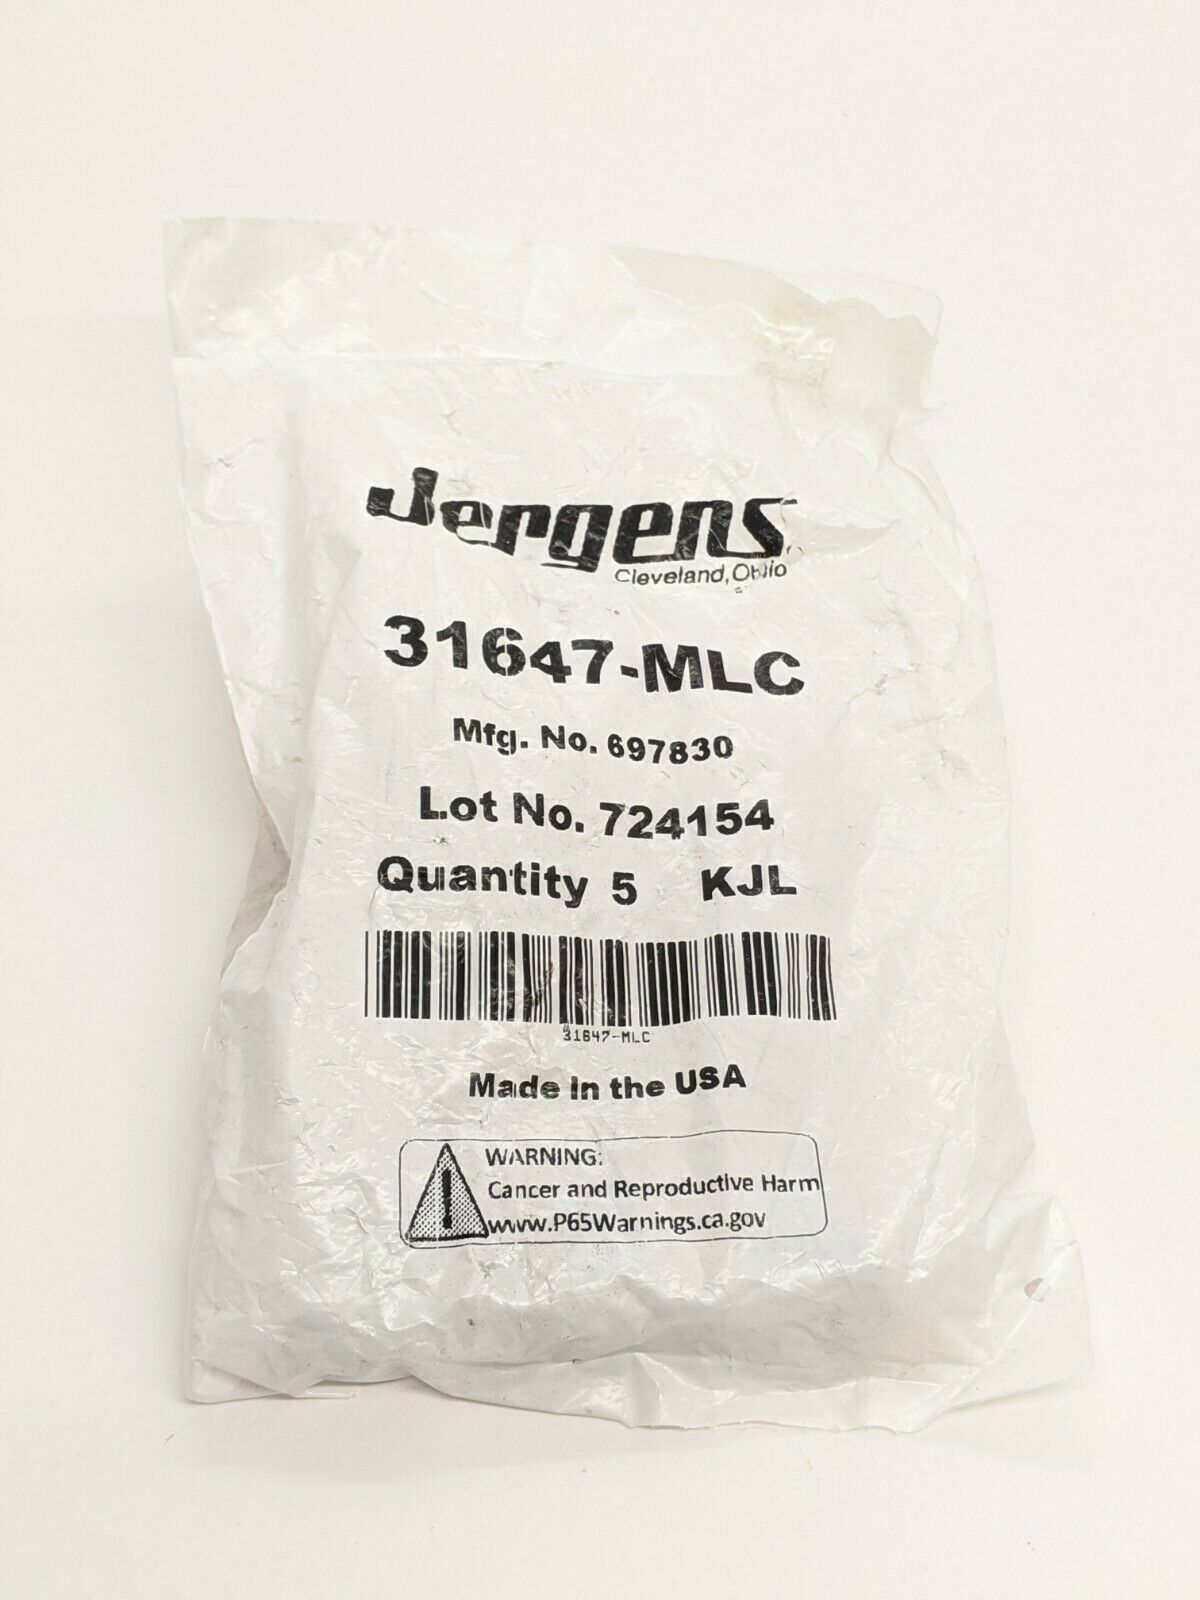 Jergens
Cleveland, Ohio
31647-MLC
Mfg. No. 697830
Lot No. 724154
Quantity 5 KJL
31647-MLC
Made in the USA
WARNING:
Cancer and Reproductive Harm
www.P65Warnings.ca.gov